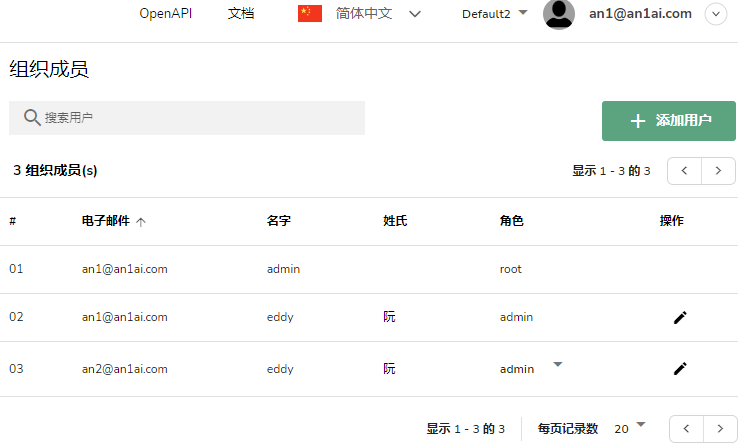 OpenAPI 文档 简体中文 Default2 an1@an1ai.com
组织成员
搜索用户 添加用户
3 组织成员(s) 显示 1 - 3 的 3
# 电子邮件 名字 姓氏 角色 操作
01 an1@an1ai.com admin root
02 an1@an1ai.com eddy 阮 admin
03 an2@an1ai.com eddy 阮 admin
显示 1 - 3 的 3 每页记录数 20